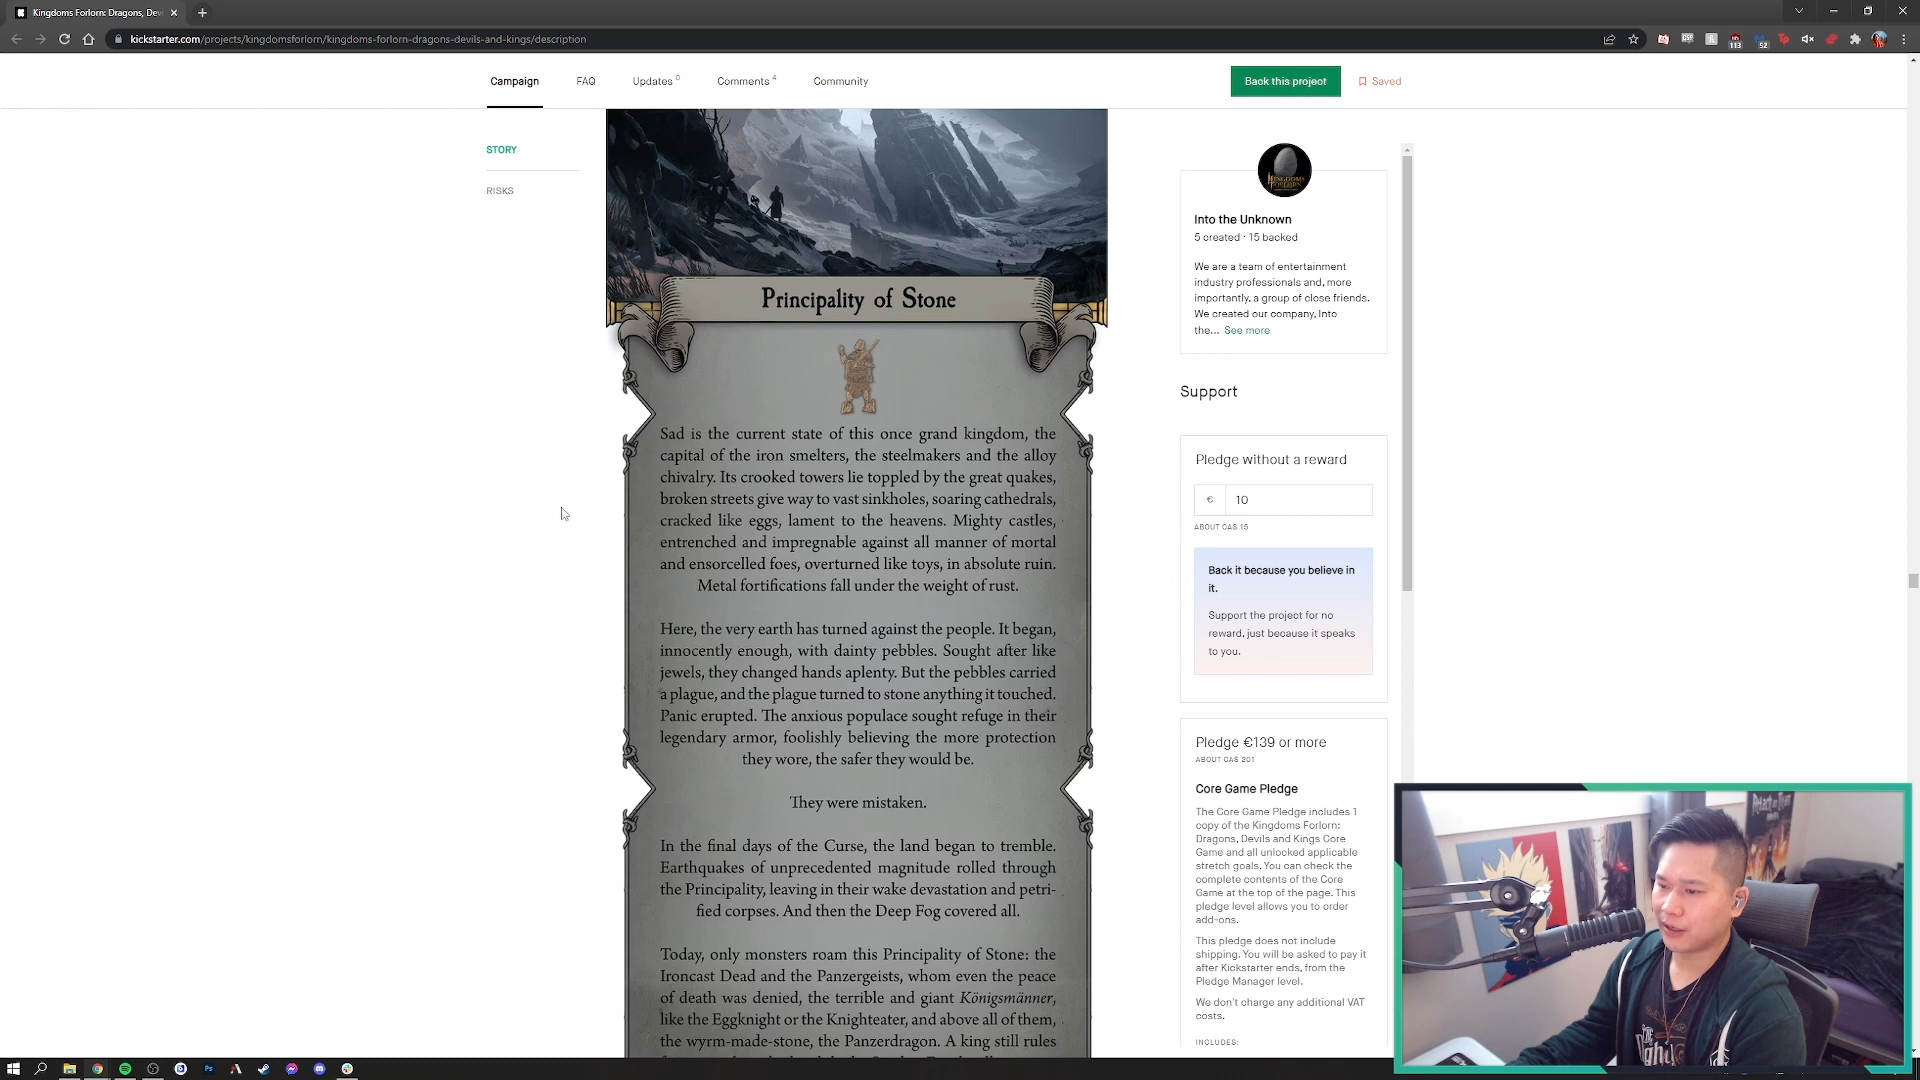 Kingdoms Forlorn: Dragons, Dev
kickstarter.com/projects/kingdomsforlorn/kingdoms-forlorn-dragons-devils-and-kings/description
113
52
Campaign
FAQ
Updates 0
Comments 4
Community
Back this project
Saved
STORY
RISKS
Principality of Stone
Sad is the current state of this once grand kingdom, the
capital of the iron smelters, the steelmakers and the alloy
chivalry. Its crooked towers lie toppled by the great quakes,
broken streets give way to vast sinkholes, soaring cathedrals,
cracked like eggs, lament to the heavens. Mighty castles,
entrenched and impregnable against all manner of mortal
and ensorcelled foes, overturned like toys, in absolute ruin.
Metal fortifications fall under the weight of rust.
Here, the very earth has turned against the people. It began,
innocently enough, with dainty pebbles. Sought after like
jewels, they changed hands aplenty. But the pebbles carried
a plague, and the plague turned to stone anything it touched.
Panic erupted. The anxious populace sought refuge in their
legendary armor, foolishly believing the more protection
they wore, the safer they would be.
They were mistaken.
In the final days of the Curse, the land began to tremble.
Earthquakes of unprecedented magnitude rolled through
the Principality, leaving in their wake devastation and petri-
fied corpses. And then the Deep Fog covered all.
Today, only monsters roam this Principality of Stone: the
Ironcast Dead and the Panzergeists, whom even the peace
of death was denied, the terrible and giant Königsmänner,
like the Eggknight or the Knighteater, and above all of them,
the wyrm-made-stone, the Panzerdragon. A king still rules
KINGDOMS
FORLORN
Into the Unknown
5 created · 15 backed
We are a team of entertainment
industry professionals and, more
importantly, a group of close friends.
We created our company, Into
the... See more
Support
Pledge without a reward
€ 10
ABOUT CA$ 15
Back it because you believe in
it.
Support the project for no
reward, just because it speaks
to you.
Pledge €139 or more
ABOUT CA$ 201
Core Game Pledge
The Core Game Pledge includes 1
copy of the Kingdoms Forlorn:
Dragons, Devils and Kings Core
Game and all unlocked applicable
stretch goals. You can check the
complete contents of the Core
Game at the top of the page. This
pledge level allows you to order
add-ons.
This pledge does not include
shipping. You will be asked to pay it
after Kickstarter ends, from the
Pledge Manager level.
We don't charge any additional VAT
costs.
INCLUDES: